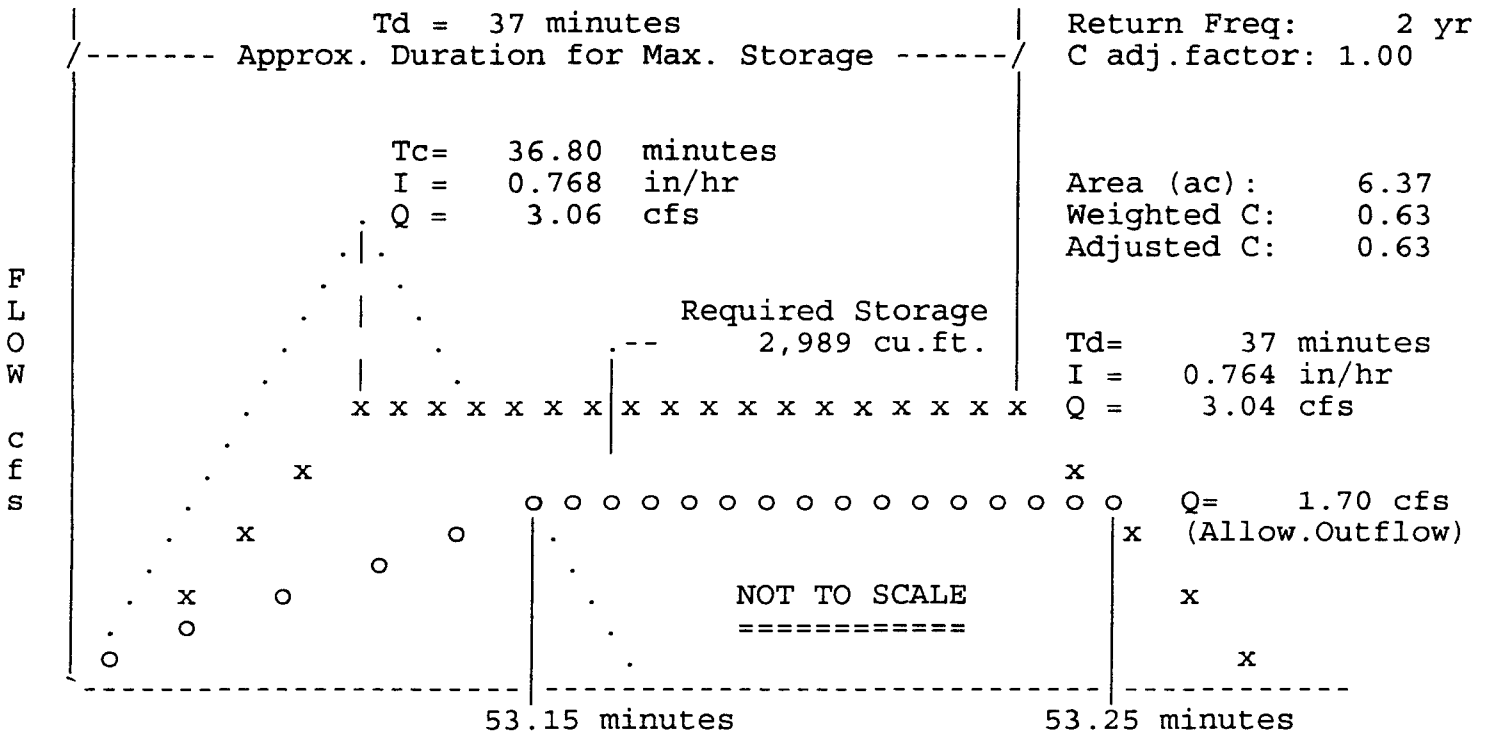 Td = 37 minutes
Return Freq: 2 yr
/------- Approx. Duration for Max. Storage ------/
C adj.factor: 1.00
Tc= 36.80 minutes
I = 0.768 in/hr
Q = 3.06 cfs
Area (ac): 6.37
Weighted C: 0.63
Adjusted C: 0.63
FLOW cfs
Required Storage
2,989 cu.ft.
Td= 37 minutes
I = 0.764 in/hr
x x x x x x x x x x x x x x x x x x Q = 3.04 cfs
x x
o o o o o o o o o o o o o o o o Q= 1.70 cfs
x o x (Allow.Outflow)
o
x o NOT TO SCALE x
o ============
o x
53.15 minutes 53.25 minutes